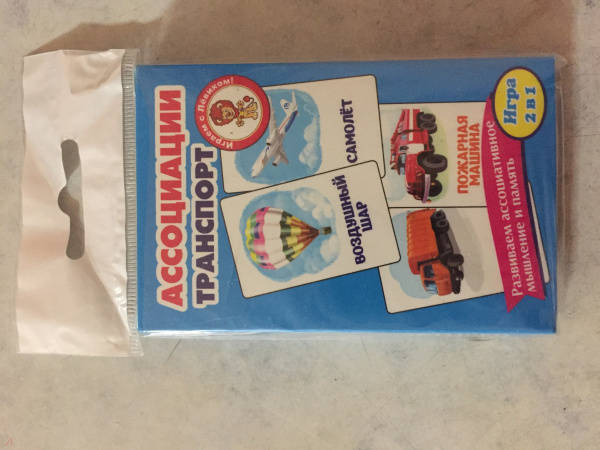 АССОЦИАЦИИ
ТРАНСПОРТ
Играем с Лёвиком!
САМОЛЁТ
ВОЗДУШНЫЙ
ШАР
ПОЖАРНАЯ
МАШИНА
Игра
2 в 1
Развиваем ассоциативное
мышление и память